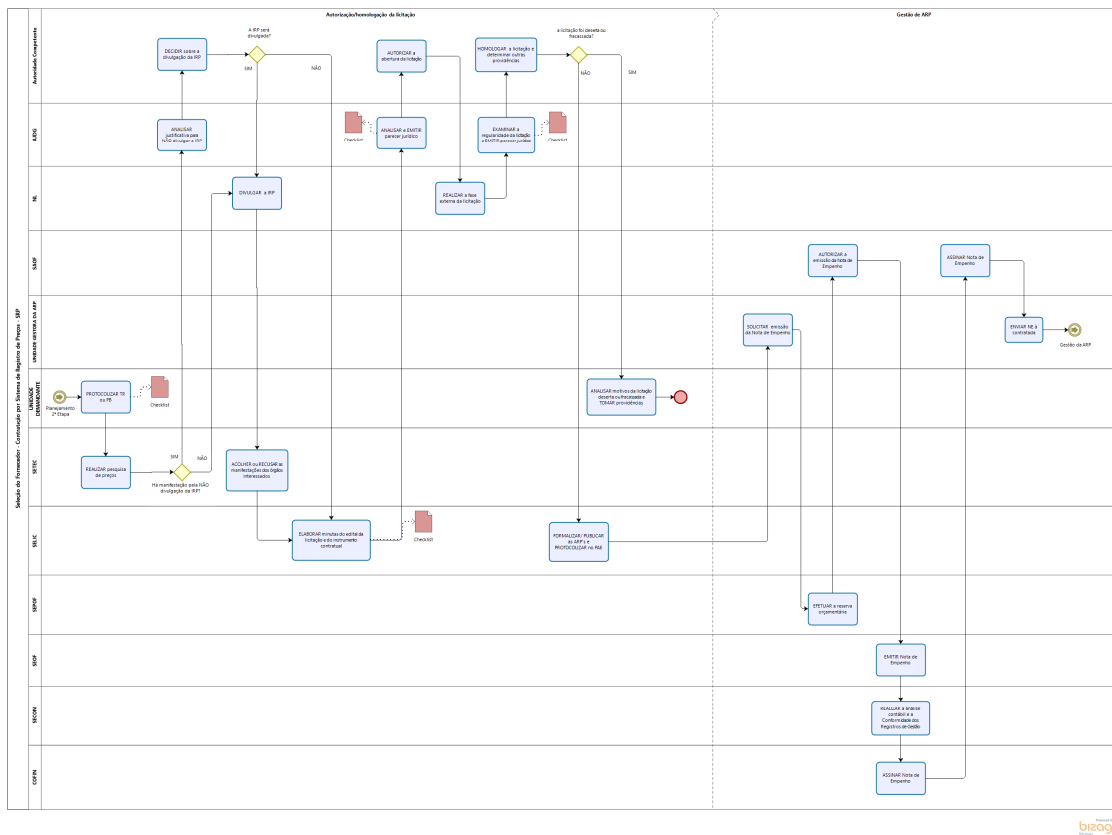 Autorização/homologação da licitação
Gestão de ARP
Seleção do Fornecedor - Contratação por Sistema de Registro de Preços - SRP
Autoridade Competente
A IRP será
divulgada?
DECIDIR sobre a
divulgação da IRP
SIM
NÃO
AUTORIZAR a
abertura da licitação
HOMOLOGAR a licitação e
determinar outras
providências
a licitação foi deserta ou
fracassada?
NÃO
SIM
ANALISAR
justificativa para
NÃO divulgar a IRP
Checklist
ANALISAR e EMITIR
parecer jurídico
EXAMINAR a
regularidade da licitação
e EMITIR parecer jurídico
Checklist
NL
DIVULGAR a IRP
REALIZAR a fase
externa da licitação
SAOF
AUTORIZAR a
emissão da Nota de
Empenho
ASSINAR Nota de
Empenho
UNIDADE GESTORA DA ARP
SOLICITAR emissão
da Nota de Empenho
ENVIAR NE à
contratada
Gestão da ARP
UNIDADE
DEMANDANTE
Planejamento
2ª Etapa
PROTOCOLIZAR TR
ou PB
Checklist
ANALISAR motivos da licitação
deserta ou fracassada e
TOMAR providências
SETEC
REALIZAR pesquisa
de preços
SIM
NÃO
Há manifestação pela NÃO
divulgação da IRP?
ACOLHER ou RECUSAR as
manifestações dos órgãos
interessados
SELIC
ELABORAR minutas do edital da
licitação e do instrumento
contratual
Checklist
FORMALIZAR/ PUBLICAR
as ARP's e
PROTOCOLIZAR no PAE
SEPOF
EFETUAR a reserva
orçamentária
SEOF
EMITIR Nota de
Empenho
SECON
REALIZAR a análise
contábil e a
Conformidade dos
Registros de Gestão
COFIN
ASSINAR Nota de
Empenho
Powered by
bizagi